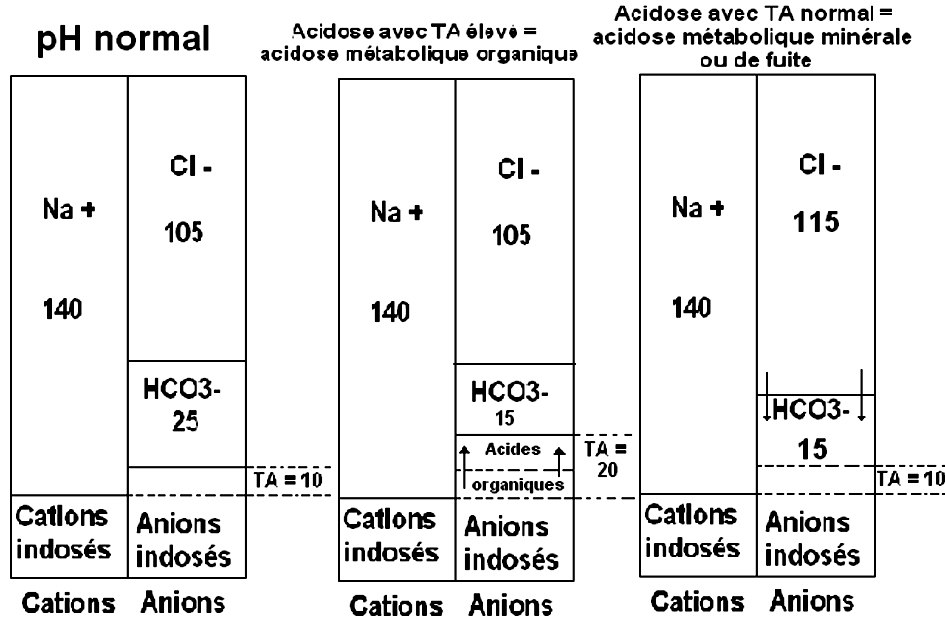 pH normal
Na +
140
Cl -
105
HCO3-
25
TA = 10
Cations
indosés
Anions
indosés
Cations
Anions
Acidose avec TA élevé =
acidose métabolique organique
Na +
140
Cl -
105
HCO3-
15
Acides
organiques
TA =
20
Cations
indosés
Anions
indosés
Cations
Anions
Acidose avec TA normal =
acidose métabolique minérale
ou de fuite
Na +
140
Cl -
115
HCO3-
15
TA = 10
Cations
indosés
Anions
indosés
Cations
Anions